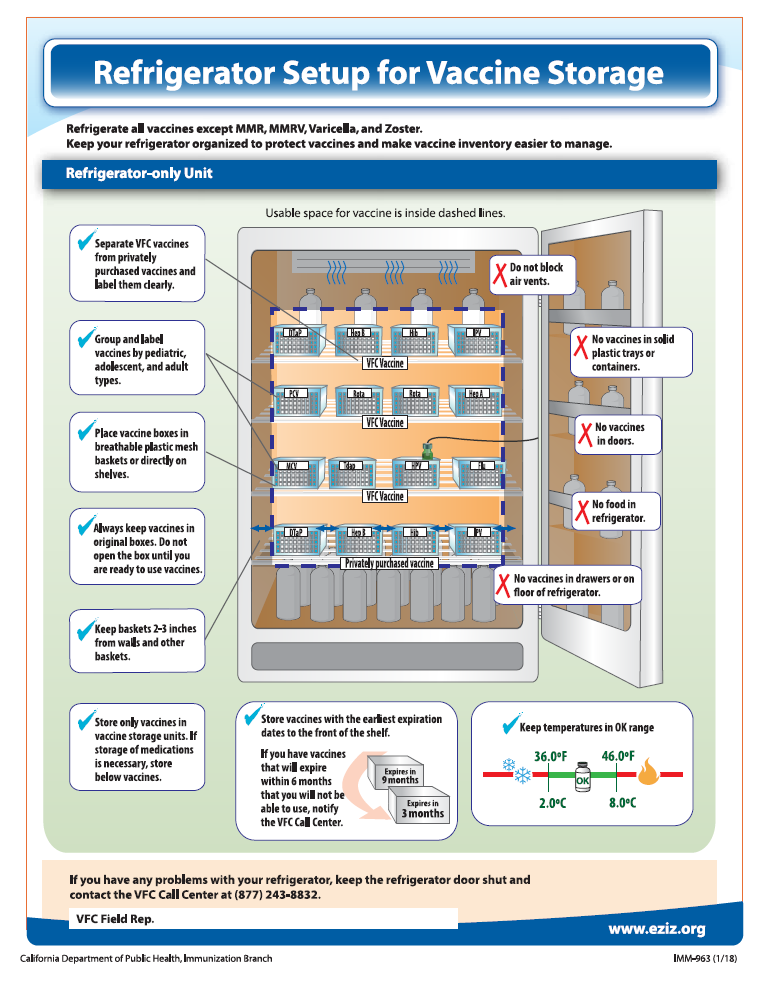 Refrigerator Setup for Vaccine Storage
Refrigerate all vaccines except MMR, MMRV, Varicella, and Zoster.
Keep your refrigerator organized to protect vaccines and make vaccine inventory easier to manage.
Refrigerator-only Unit
Usable space for vaccine is inside dashed lines.
Separate VFC vaccines
from privately
purchased vaccines and
label them clearly.
Group and label
vaccines by pediatric,
adolescent, and adult
types.
Place vaccine boxes in
breathable plastic mesh
baskets or directly on
shelves.
Always keep vaccines in
original boxes. Do not
open the box until you
are ready to use vaccines.
Keep baskets 2-3 inches
from walls and other
baskets.
Store only vaccines in
vaccine storage units. If
storage of medications
is necessary, store
below vaccines.
DTaP Hep B Hib IPV
VFC Vaccine
PCV Rota Rota Hep A
VFC Vaccine
MCV Tdap HPV Flu
VFC Vaccine
DTaP Hep B Hib IPV
Privately purchased vaccine
Do not block
air vents.
No vaccines in solid
plastic trays or
containers.
No vaccines
in doors.
No food in
refrigerator.
No vaccines in drawers or on
floor of refrigerator.
Store vaccines with the earliest expiration
dates to the front of the shelf.
If you have vaccines
that will expire
within 6 months
that you will not be
able to use, notify
the VFC Call Center.
Expires in
9 months
Expires in
3 months
Keep temperatures in OK range
36.0ºF 46.0ºF
OK
2.0ºC 8.0ºC
If you have any problems with your refrigerator, keep the refrigerator door shut and
contact the VFC Call Center at (877) 243-8832.
VFC Field Rep.
www.eziz.org
California Department of Public Health, Immunization Branch
IMM-963 (1/18)